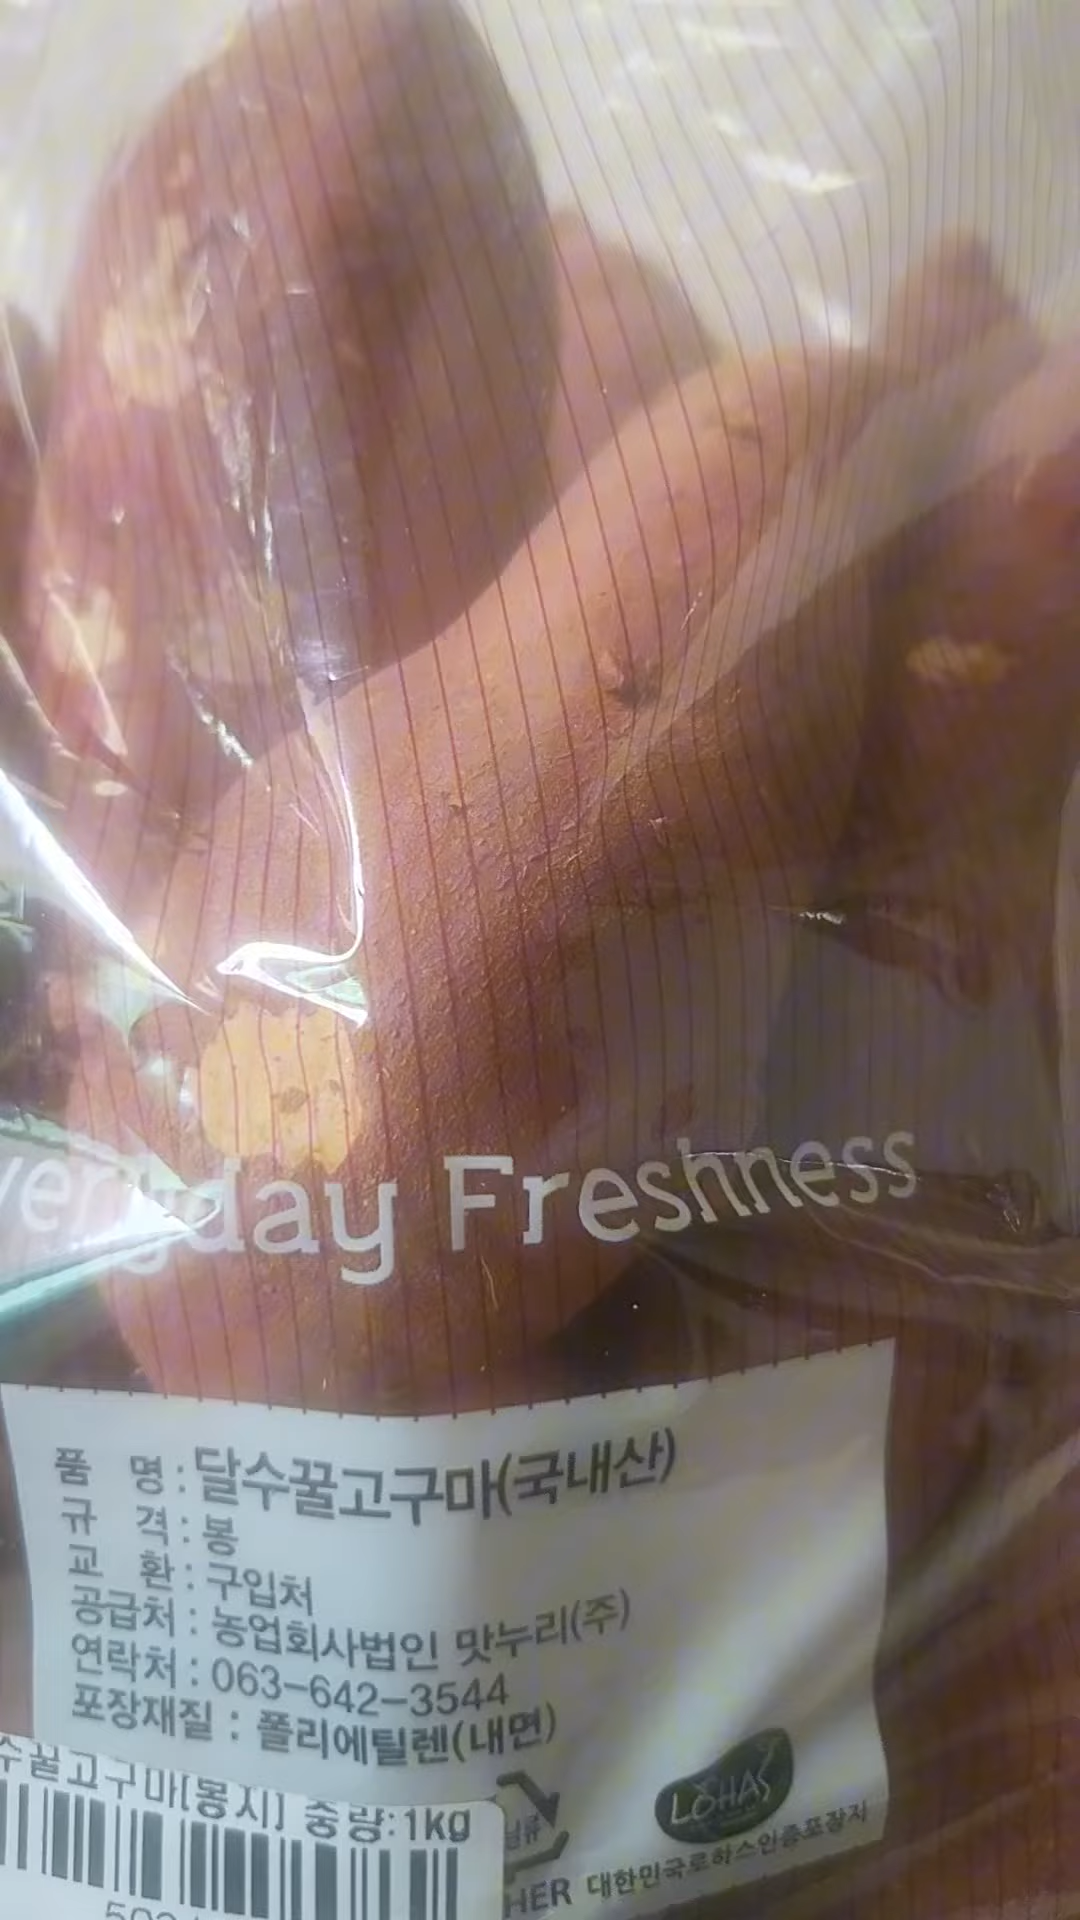 day Freshness
품 명 : 달수꿀고구마(국내산)
규 격 : 봉
교 환 : 구입처
공급처 : 농업회사법인 맛누리(주)
연락처 : 063-642-3544
포장재질 : 폴리에틸렌(내면)
수꿀고구마[봉지] 중량:1kg
LOHAS
HER 대한민국로하스인증포장지